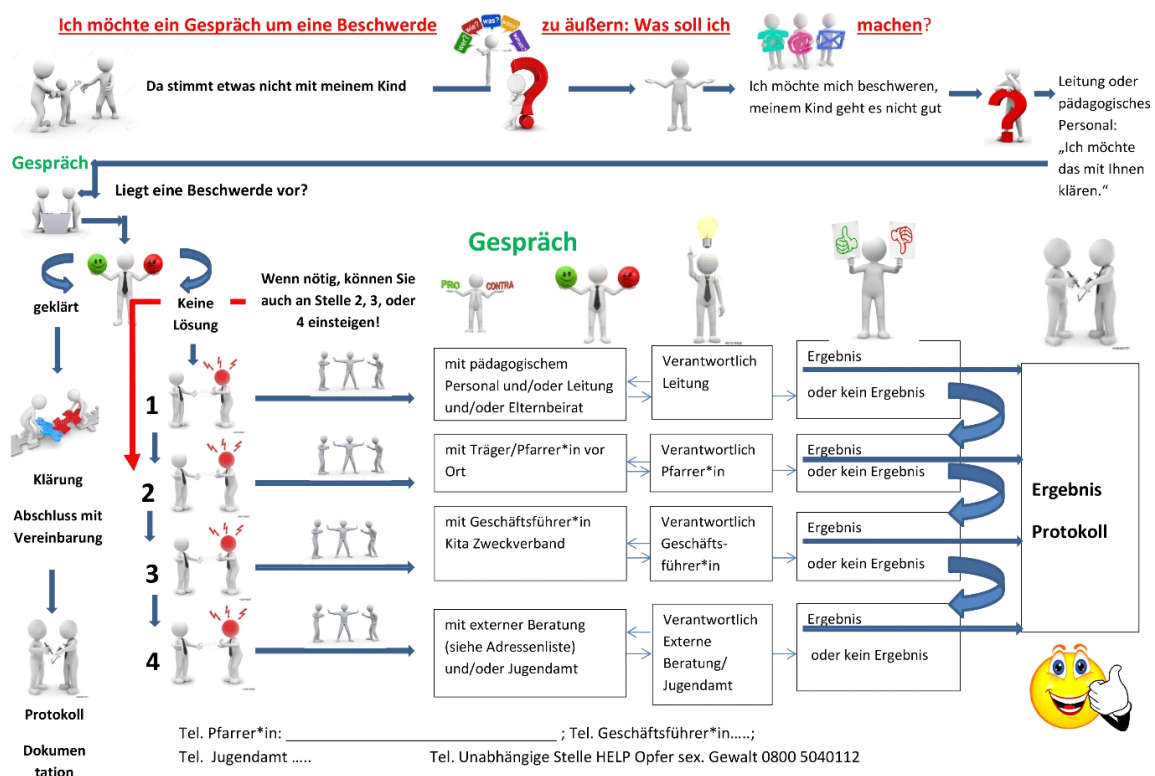 Ich möchte ein Gespräch um eine Beschwerde zu äußern: Was soll ich machen?
wer? wie? was? wann?
Da stimmt etwas nicht mit meinem Kind
Ich möchte mich beschweren,
meinem Kind geht es nicht gut
Leitung oder
pädagogisches
Personal:
„Ich möchte
das mit Ihnen
klären.“
Gespräch
Liegt eine Beschwerde vor?
geklärt
Keine
Lösung
Wenn nötig, können Sie
auch an Stelle 2, 3, oder
4 einsteigen!
Gespräch
PRO
CONTRA
1
mit pädagogischem
Personal und/oder Leitung
und/oder Elternbeirat
Verantwortlich
Leitung
Ergebnis
oder kein Ergebnis
2
mit Träger/Pfarrer*in vor
Ort
Verantwortlich
Pfarrer*in
Ergebnis
oder kein Ergebnis
3
mit Geschäftsführer*in
Kita Zweckverband
Verantwortlich
Geschäfts-
führer*in
Ergebnis
oder kein Ergebnis
4
mit externer Beratung
(siehe Adressenliste)
und/oder Jugendamt
Verantwortlich
Externe
Beratung/
Jugendamt
Ergebnis
oder kein Ergebnis
Ergebnis
Protokoll
Klärung
Abschluss mit
Vereinbarung
Protokoll
Dokumen
tation
Tel. Pfarrer*in: ______________________________ ; Tel. Geschäftsführer*in.....;
Tel. Jugendamt ..... Tel. Unabhängige Stelle HELP Opfer sex. Gewalt 0800 5040112